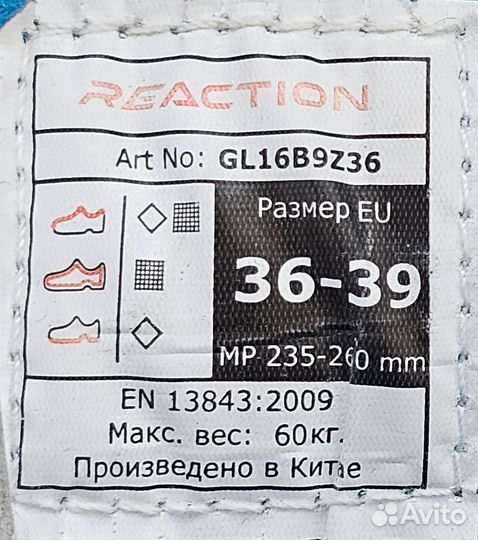 REACTION
Art No: GL16B9Z36
Размер EU
36-39
MP 235-260 mm
EN 13843:2009
Макс. вес: 60кг.
Произведено в Китае
Avito